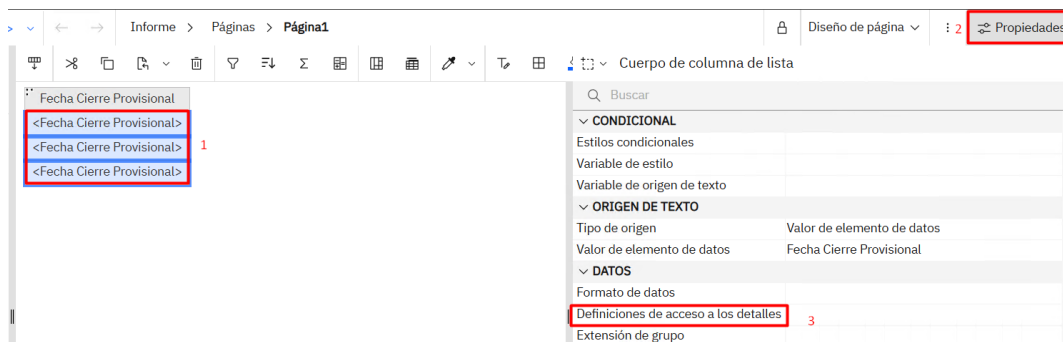 Informe > Páginas > Página1
Diseño de página
2
Propiedades
Cuerpo de columna de lista
Fecha Cierre Provisional
<Fecha Cierre Provisional>
<Fecha Cierre Provisional>
<Fecha Cierre Provisional>
1
Buscar
CONDICIONAL
Estilos condicionales
Variable de estilo
Variable de origen de texto
ORIGEN DE TEXTO
Tipo de origen Valor de elemento de datos
Valor de elemento de datos Fecha Cierre Provisional
DATOS
Formato de datos
Definiciones de acceso a los detalles 3
Extensión de grupo